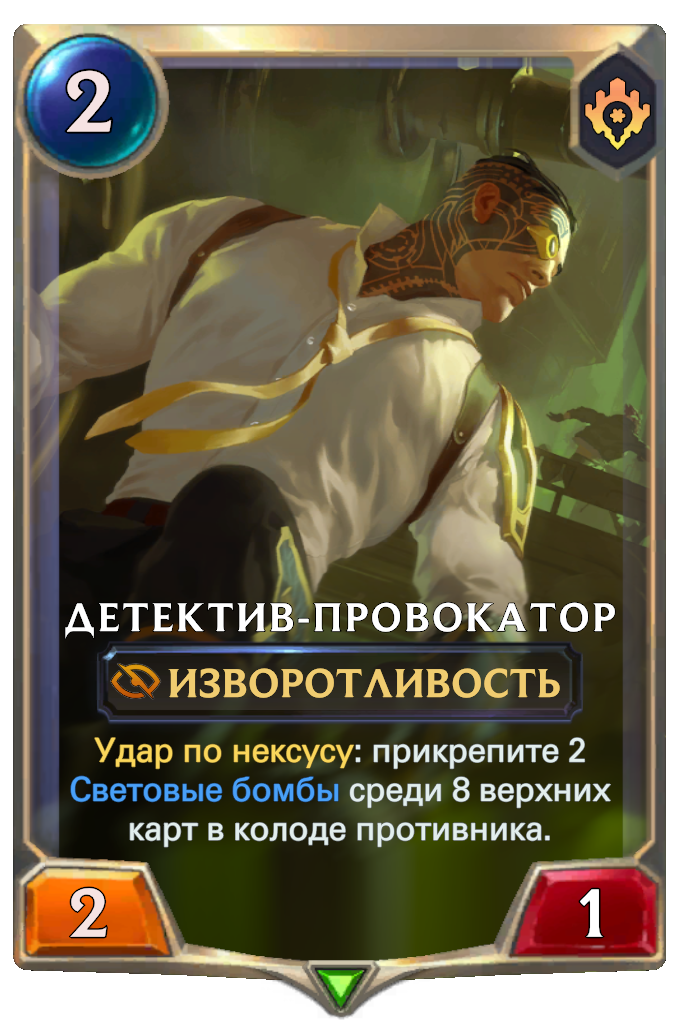 2
ДЕТЕКТИВ-ПРОВОКАТОР
ИЗВОРОТЛИВОСТЬ
Удар по нексусу: прикрепите 2
Световые бомбы среди 8 верхних
карт в колоде противника.
2
1